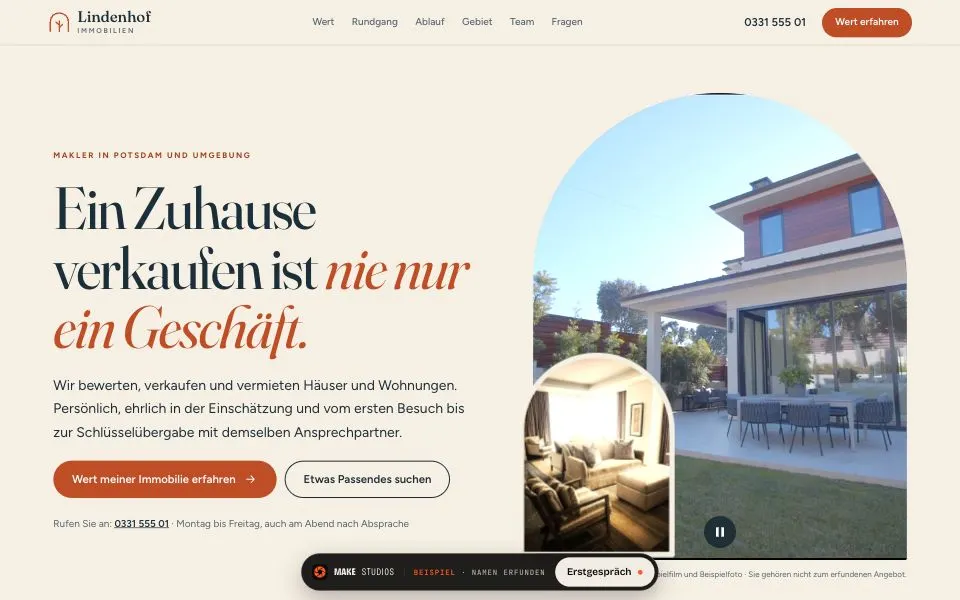 Lindenhof
IMMOBILIEN
Wert Rundgang Ablauf Gebiet Team Fragen
0331 555 01
Wert erfahren
MAKLER IN POTSDAM UND UMGEBUNG
Ein Zuhause
verkaufen ist nie nur
ein Geschäft.
Wir bewerten, verkaufen und vermieten Häuser und Wohnungen.
Persönlich, ehrlich in der Einschätzung und vom ersten Besuch bis
zur Schlüsselübergabe mit demselben Ansprechpartner.
Wert meiner Immobilie erfahren →
Etwas Passendes suchen
Rufen Sie an: 0331 555 01 · Montag bis Freitag, auch am Abend nach Absprache
MAKE STUDIOS BEISPIEL · NAMEN ERFUNDEN Erstgespräch
und Beispielfoto · Sie gehören nicht zum erfundenen Angebot.